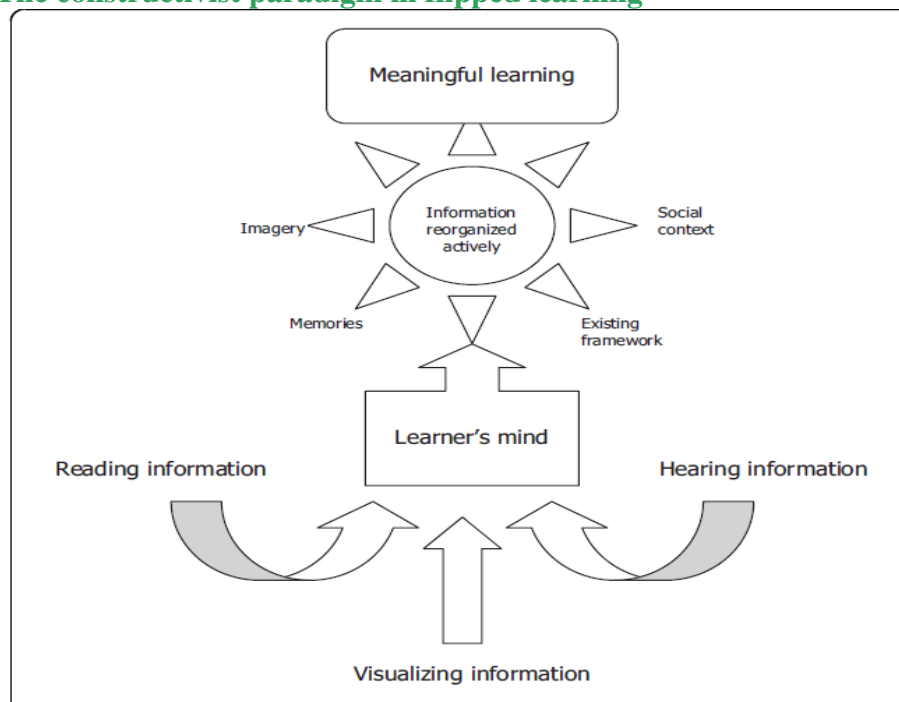 The constructivist paradigm in flipped learning
Meaningful learning
Information
reorganized
actively
Imagery
Social
context
Memories
Existing
framework
Learner’s mind
Reading information
Hearing information
Visualizing information